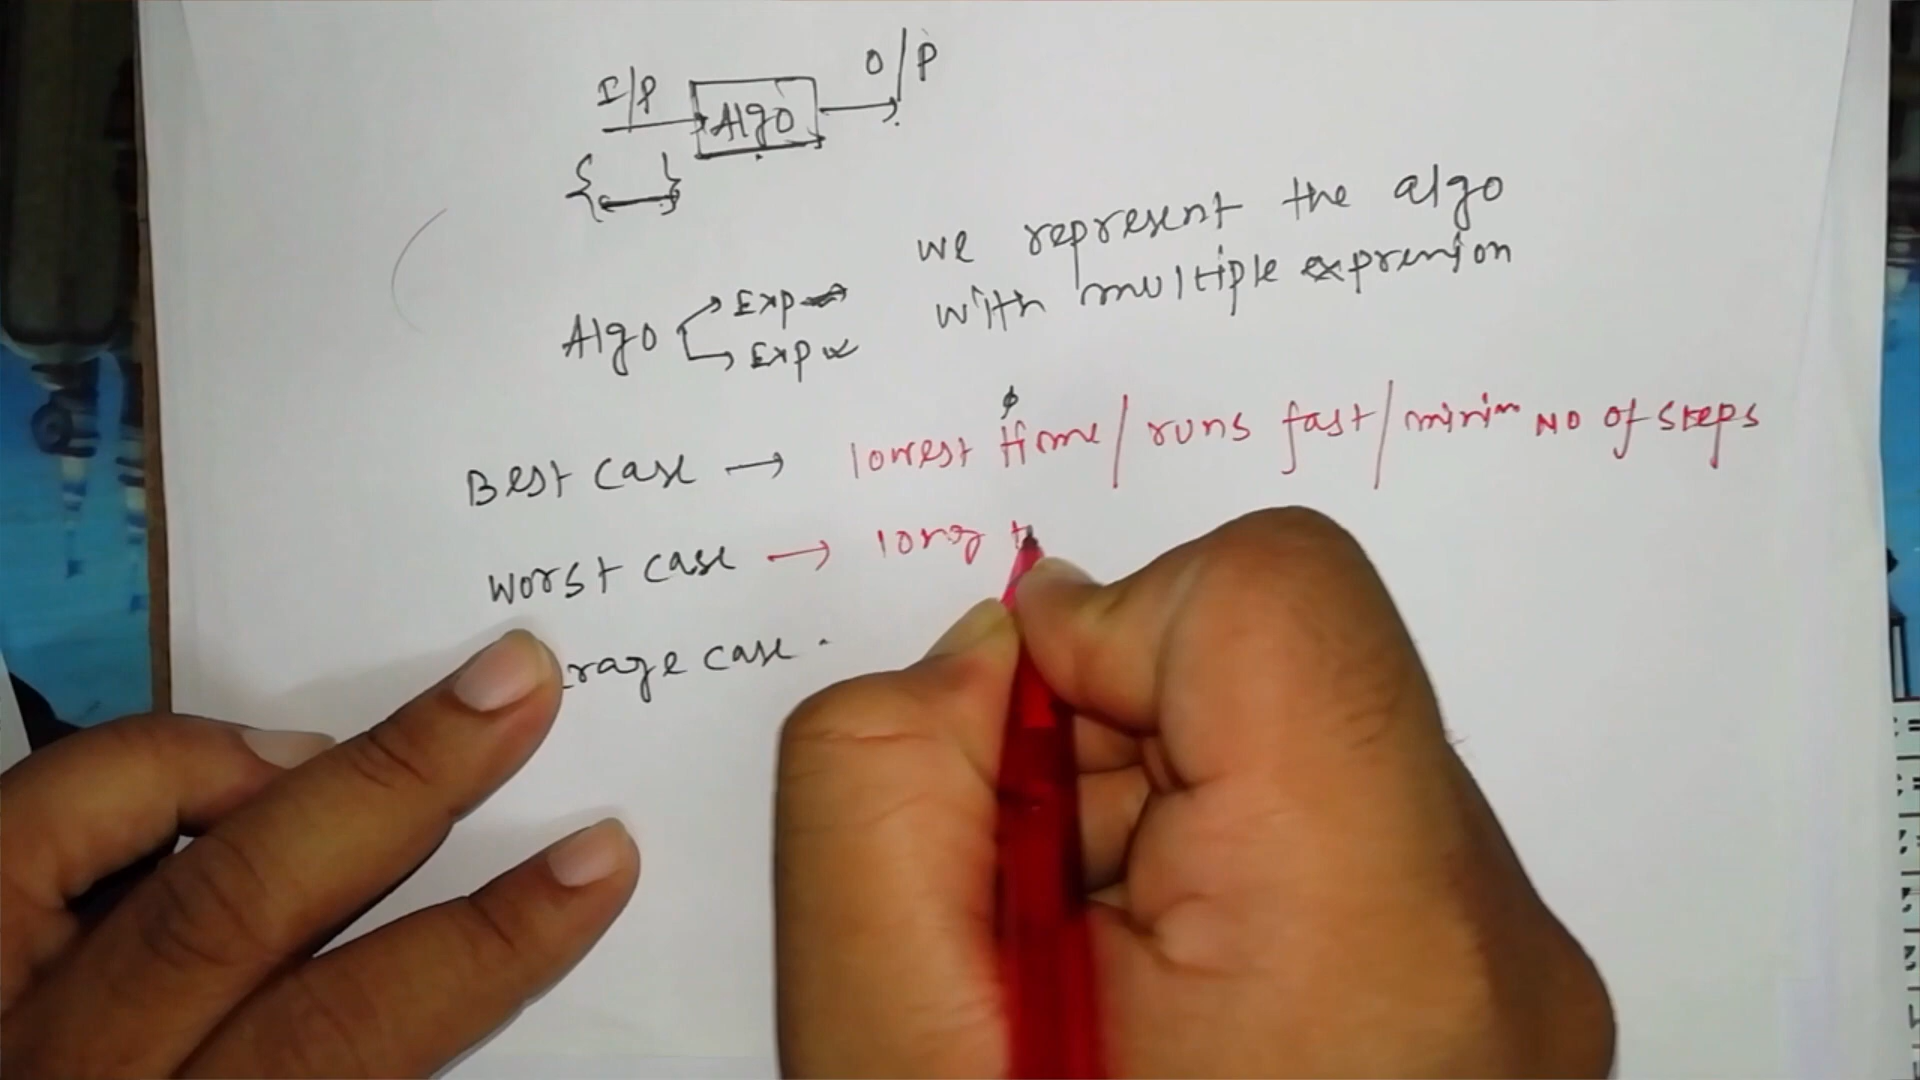 I/P Algo O/P
we represent the algo
with multiple expression
Algo Exp
Exp
Best case → lowest time / runs fast / minim NO of steps
worst case → long t
rage case